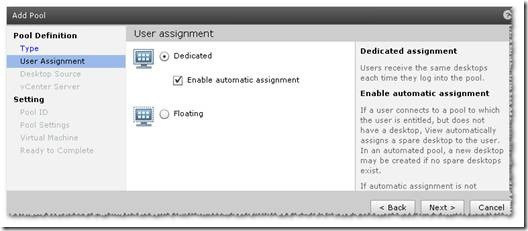 Add Pool
?
Pool Definition
Type
User Assignment
Desktop Source
vCenter Server
Setting
Pool ID
Pool Settings
Virtual Machine
Ready to Complete
User assignment
Dedicated
Enable automatic assignment
Floating
Dedicated assignment
Users receive the same desktops
each time they log into the pool.
Enable automatic assignment
If a user connects to a pool to which
the user is entitled, but does not
have a desktop, View automatically
assigns a spare desktop to the user.
In an automated pool, a new desktop
may be created if no spare desktops
exist.
If automatic assignment is not
< Back
Next >
Cancel